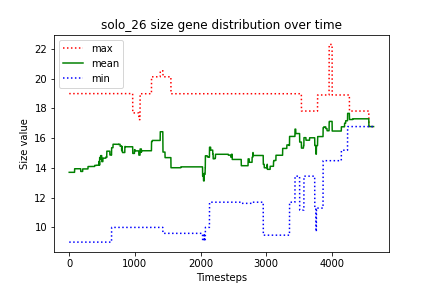 solo_26 size gene distribution over time
max
mean
min
Size value
22
20
18
16
14
12
10
0
1000
2000
3000
4000
Timesteps